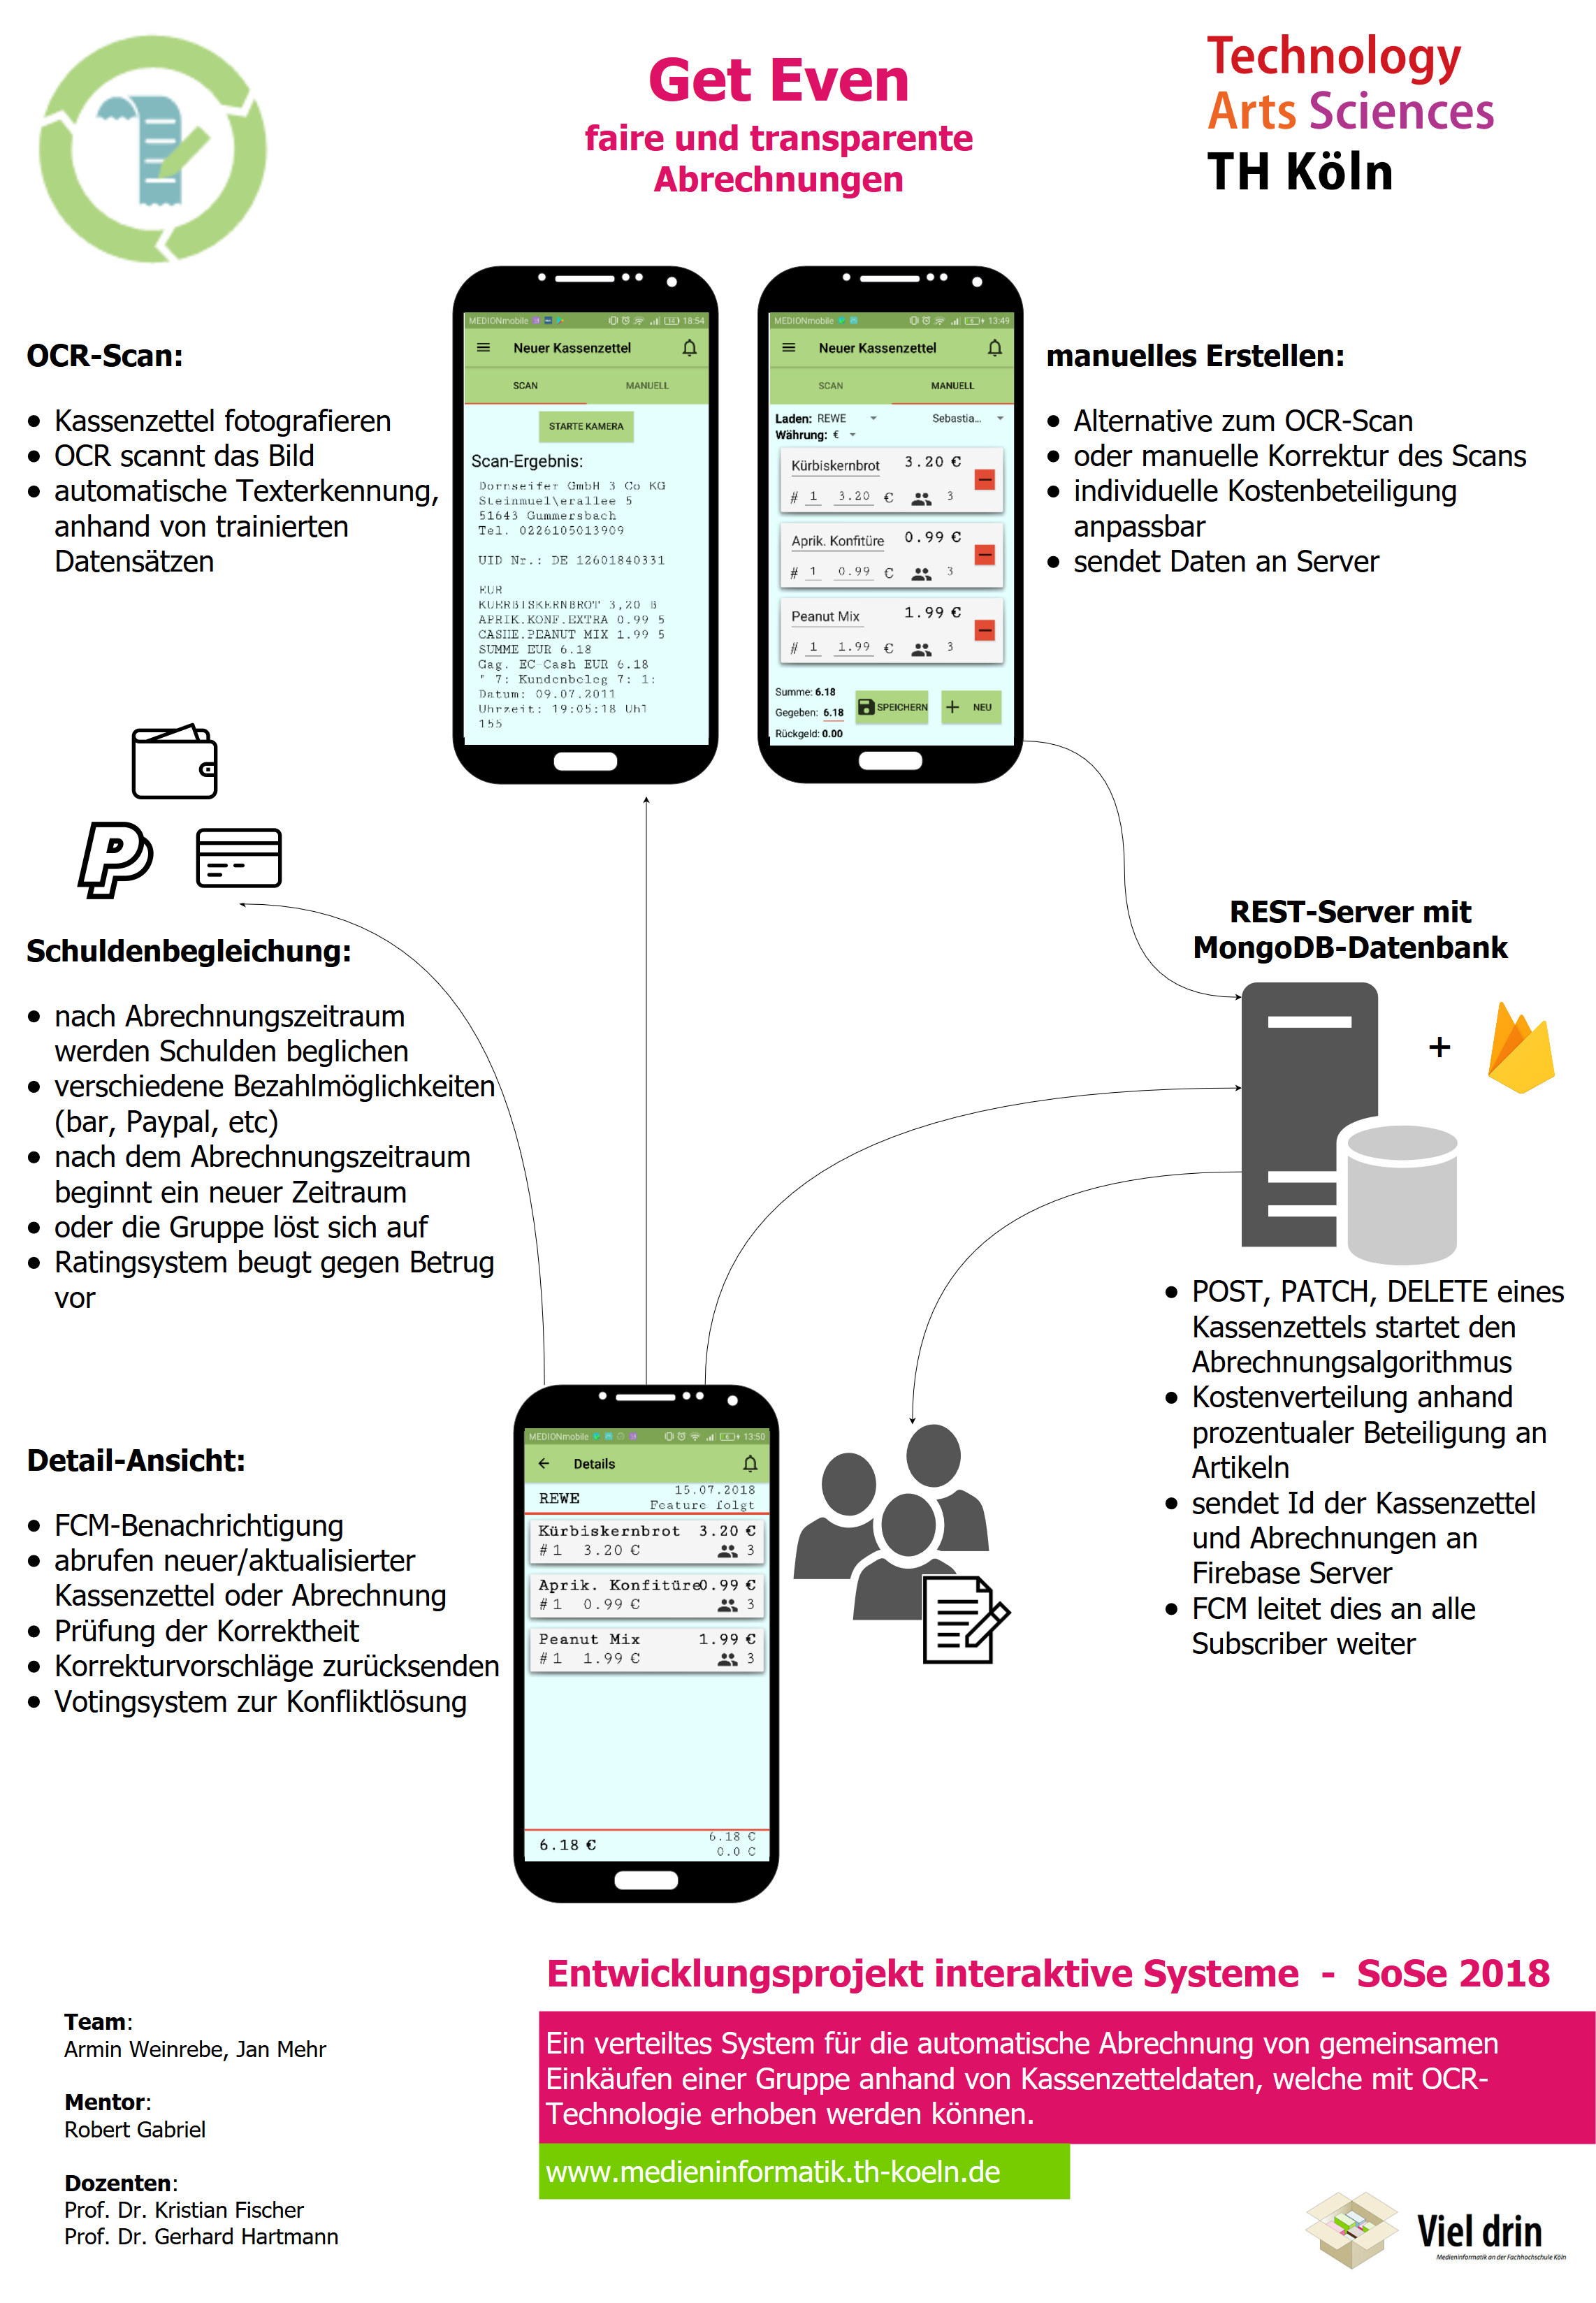 Get Even
faire und transparente
Abrechnungen
Technology
Arts Sciences
TH Köln
OCR-Scan:
• Kassenzettel fotografieren
• OCR scannt das Bild
• automatische Texterkennung,
anhand von trainierten
Datensätzen
MEDIONmobile 18:54
Neuer Kassenzettel
SCAN MANUELL
STARTE KAMERA
Scan-Ergebnis:
Dornseifer GmbH 3 Co KG
Steinmuel\erallee 5
51643 Gummersbach
Tel. 0226105013909
UID Nr.: DE 12601840331
EUR
KUERBISKERNBROT 3,20 B
APRIK.KONF.EXTRA 0.99 5
CASHE.PEANUT MIX 1.99 5
SUMME EUR 6.18
Gag. EC-Cash EUR 6.18
" 7: Kundenbeleg 7: 1:
Datum: 09.07.2011
Uhrzeit: 19:05:18 Uhl
155
MEDIONmobile 13:49
Neuer Kassenzettel
SCAN MANUELL
Laden: REWE Sebastia...
Währung: €
Kürbiskernbrot 3.20 €
# 1 3.20 € 3
Aprik. Konfitüre 0.99 €
# 1 0.99 € 3
Peanut Mix 1.99 €
# 1 1.99 € 3
Summe: 6.18
Gegeben: 6.18 SPEICHERN + NEU
Rückgeld: 0.00
manuelles Erstellen:
• Alternative zum OCR-Scan
• oder manuelle Korrektur des Scans
• individuelle Kostenbeteiligung
anpassbar
• sendet Daten an Server
Schuldenbegleichung:
• nach Abrechnungszeitraum
werden Schulden beglichen
• verschiedene Bezahlmöglichkeiten
(bar, Paypal, etc)
• nach dem Abrechnungszeitraum
beginnt ein neuer Zeitraum
• oder die Gruppe löst sich auf
• Ratingsystem beugt gegen Betrug
vor
REST-Server mit
MongoDB-Datenbank
+
• POST, PATCH, DELETE eines
Kassenzettels startet den
Abrechnungsalgorithmus
• Kostenverteilung anhand
prozentualer Beteiligung an
Artikeln
• sendet Id der Kassenzettel
und Abrechnungen an
Firebase Server
• FCM leitet dies an alle
Subscriber weiter
Detail-Ansicht:
• FCM-Benachrichtigung
• abrufen neuer/aktualisierter
Kassenzettel oder Abrechnung
• Prüfung der Korrektheit
• Korrekturvorschläge zurücksenden
• Votingsystem zur Konfliktlösung
MEDIONmobile 13:50
Details
REWE 15.07.2018
Feature folgt
Kürbiskernbrot 3.20 €
#1 3.20 € 3
Aprik. Konfitüre0.99 €
#1 0.99 € 3
Peanut Mix 1.99 €
#1 1.99 € 3
6.18 € 6.18 €
0.0 €
Entwicklungsprojekt interaktive Systeme - SoSe 2018
Ein verteiltes System für die automatische Abrechnung von gemeinsamen
Einkäufen einer Gruppe anhand von Kassenzetteldaten, welche mit OCR-
Technologie erhoben werden können.
www.medieninformatik.th-koeln.de
Team:
Armin Weinrebe, Jan Mehr
Mentor:
Robert Gabriel
Dozenten:
Prof. Dr. Kristian Fischer
Prof. Dr. Gerhard Hartmann
Viel drin
Medieninformatik an der Fachhochschule Köln